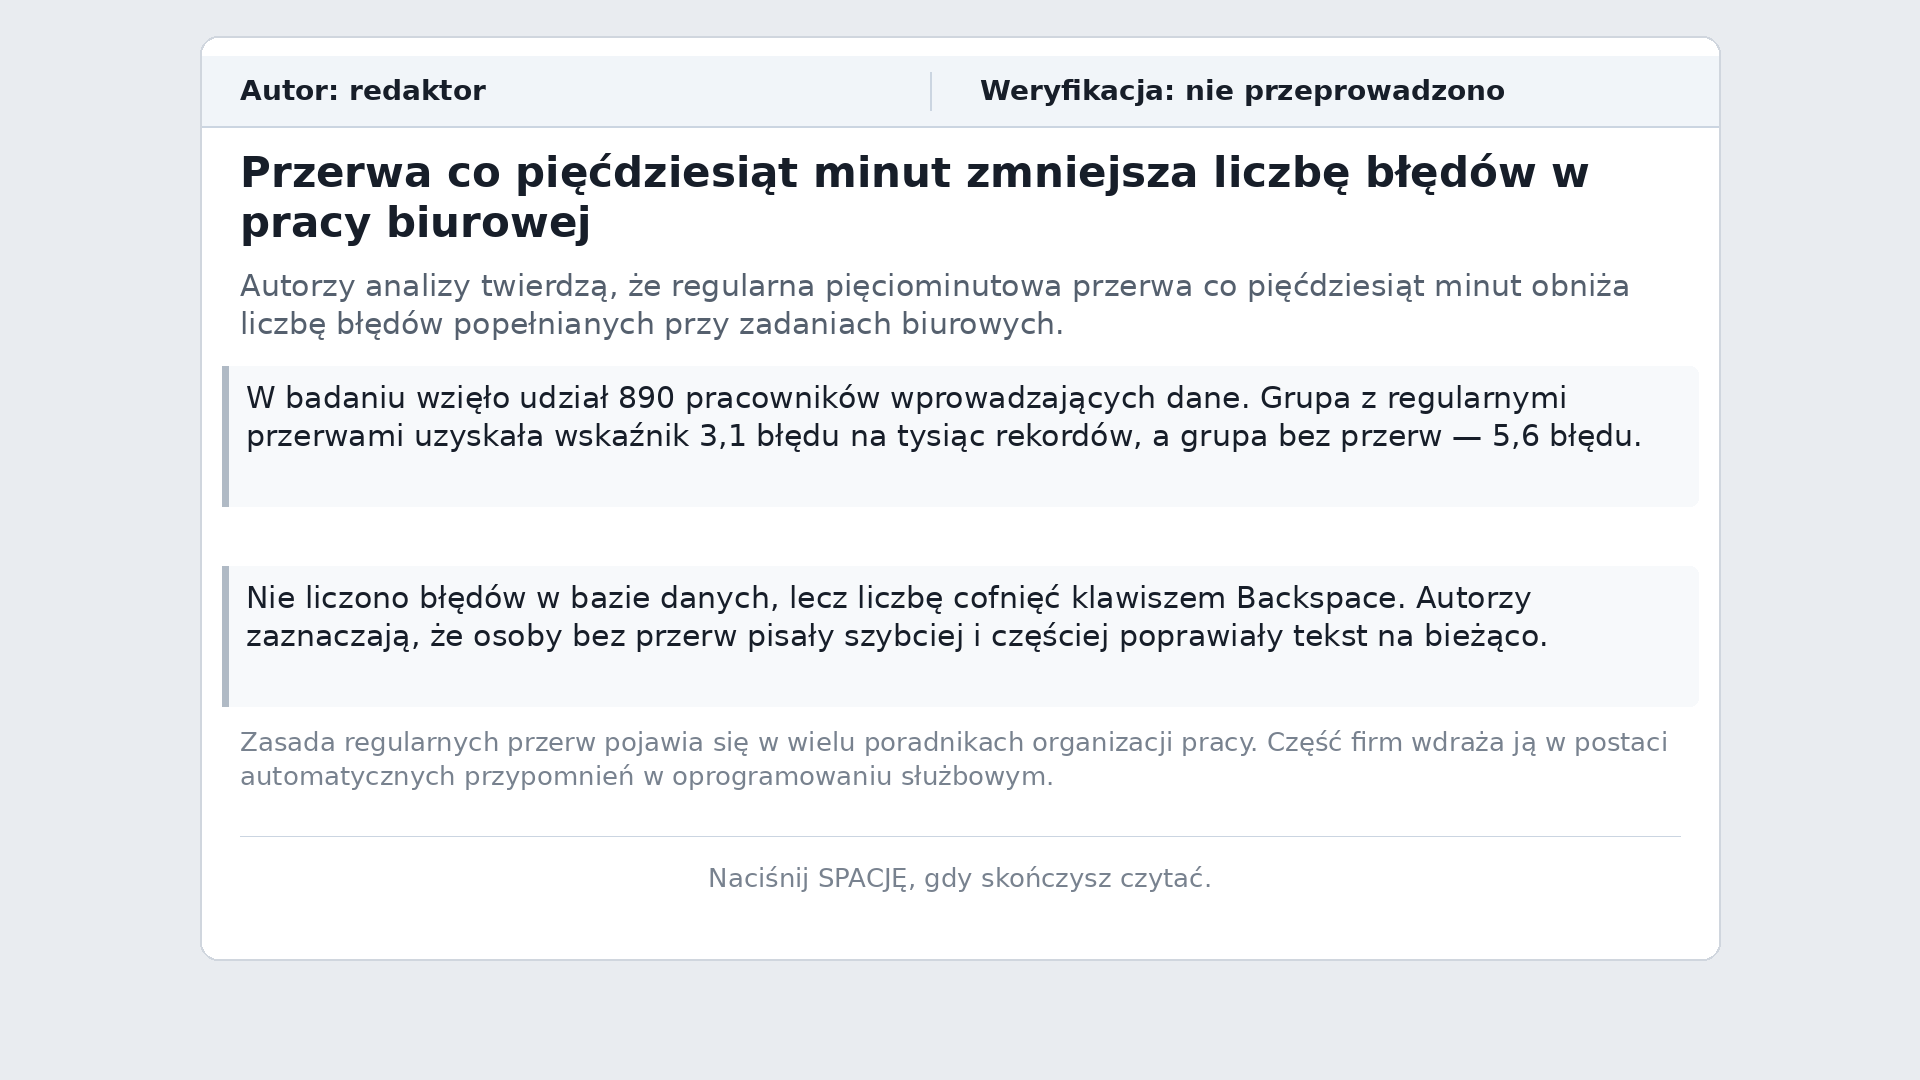 Autor: redaktor
Weryfikacja: nie przeprowadzono
Przerwa co pięćdziesiąt minut zmniejsza liczbę błędów w
pracy biurowej
Autorzy analizy twierdzą, że regularna pięciominutowa przerwa co pięćdziesiąt minut obniża
liczbę błędów popełnianych przy zadaniach biurowych.
W badaniu wzięło udział 890 pracowników wprowadzających dane. Grupa z regularnymi
przerwami uzyskała wskaźnik 3,1 błędu na tysiąc rekordów, a grupa bez przerw — 5,6 błędu.
Nie liczono błędów w bazie danych, lecz liczbę cofnięć klawiszem Backspace. Autorzy
zaznaczają, że osoby bez przerw pisały szybciej i częściej poprawiały tekst na bieżąco.
Zasada regularnych przerw pojawia się w wielu poradnikach organizacji pracy. Część firm wdraża ją w postaci
automatycznych przypomnień w oprogramowaniu służbowym.
Naciśnij SPACJĘ, gdy skończysz czytać.